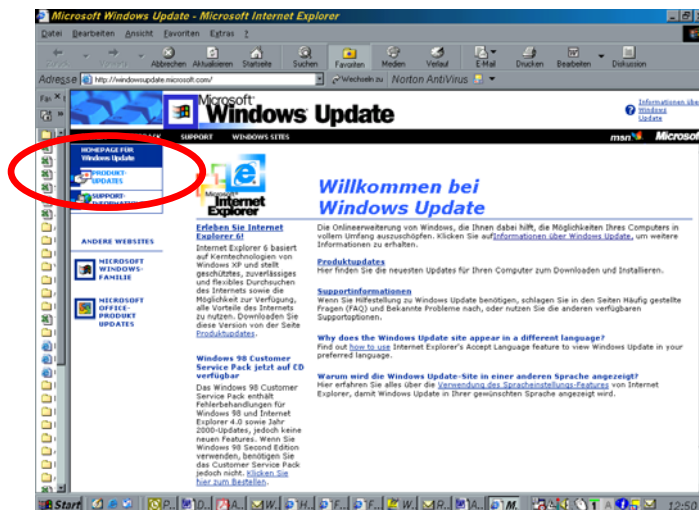 Microsoft Windows Update - Microsoft Internet Explorer
Datei Bearbeiten Ansicht Favoriten Extras ?
Abbrechen Aktualisieren Startseite Suchen Favoriten Medien Verlauf E-Mail Drucken Bearbeiten Diskussion
Adresse http://windowsupdate.microsoft.com/ Wechseln zu Norton AntiVirus
Microsoft
Windows Update
Informationen über
Windows
Update
SUPPORT WINDOWS SITES
msn Microsof
HOMEPAGE FÜR
Windows Update
PRODUKT-
UPDATES
SUPPORT-
ANDERE WEBSITES
MICROSOFT
WINDOWS-
FAMILIE
MICROSOFT
OFFICE-
PRODUKT
UPDATES
Microsoft
Internet
Explorer
Erleben Sie Internet
Explorer 6!
Internet Explorer 6 basiert
auf Kerntechnologien von
Windows XP und stellt
geschütztes, zuverlässiges
und flexibles Durchsuchen
des Internets sowie die
Möglichkeit zur Verfügung,
alle Vorteile des Internets
zu nutzen. Downloaden Sie
diese Version von der Seite
Produktupdates.
Windows 98 Customer
Service Pack jetzt auf CD
verfügbar
Das Windows 98 Customer
Service Pack enthält
Fehlerbehandlungen für
Windows 98 und Internet
Explorer 4.0 sowie Jahr
2000-Updates, jedoch keine
neuen Features. Wenn Sie
Windows 98 Second Edition
verwenden, benötigen Sie
das Customer Service Pack
jedoch nicht. Klicken Sie
hier zum Bestellen.
Willkommen bei
Windows Update
Die Onlineerweiterung von Windows, die Ihnen dabei hilft, die Möglichkeiten Ihres Computers in
vollem Umfang auszuschöpfen. Klicken Sie auf Informationen über Windows Update, um weitere
Informationen zu erhalten.
Produktupdates
Hier finden Sie die neuesten Updates für Ihren Computer zum Downloaden und Installieren.
Supportinformationen
Wenn Sie Hilfestellung zu Windows Update benötigen, schlagen Sie in den Seiten Häufig gestellte
Fragen (FAQ) und Bekannte Probleme nach, oder nutzen Sie die anderen verfügbaren
Supportoptionen.
Why does the Windows Update site appear in a different language?
Find out how to use Internet Explorer's Accept Language feature to view Windows Update in your
preferred language.
Warum wird die Windows Update-Site in einer anderen Sprache angezeigt?
Hier erfahren Sie alles über die Verwendung des Spracheinstellungs-Features von Internet
Explorer, damit Windows Update in Ihrer gewünschten Sprache angezeigt wird.
Start P... D... A... W... H... F... F... W... R... A... M... 12:50